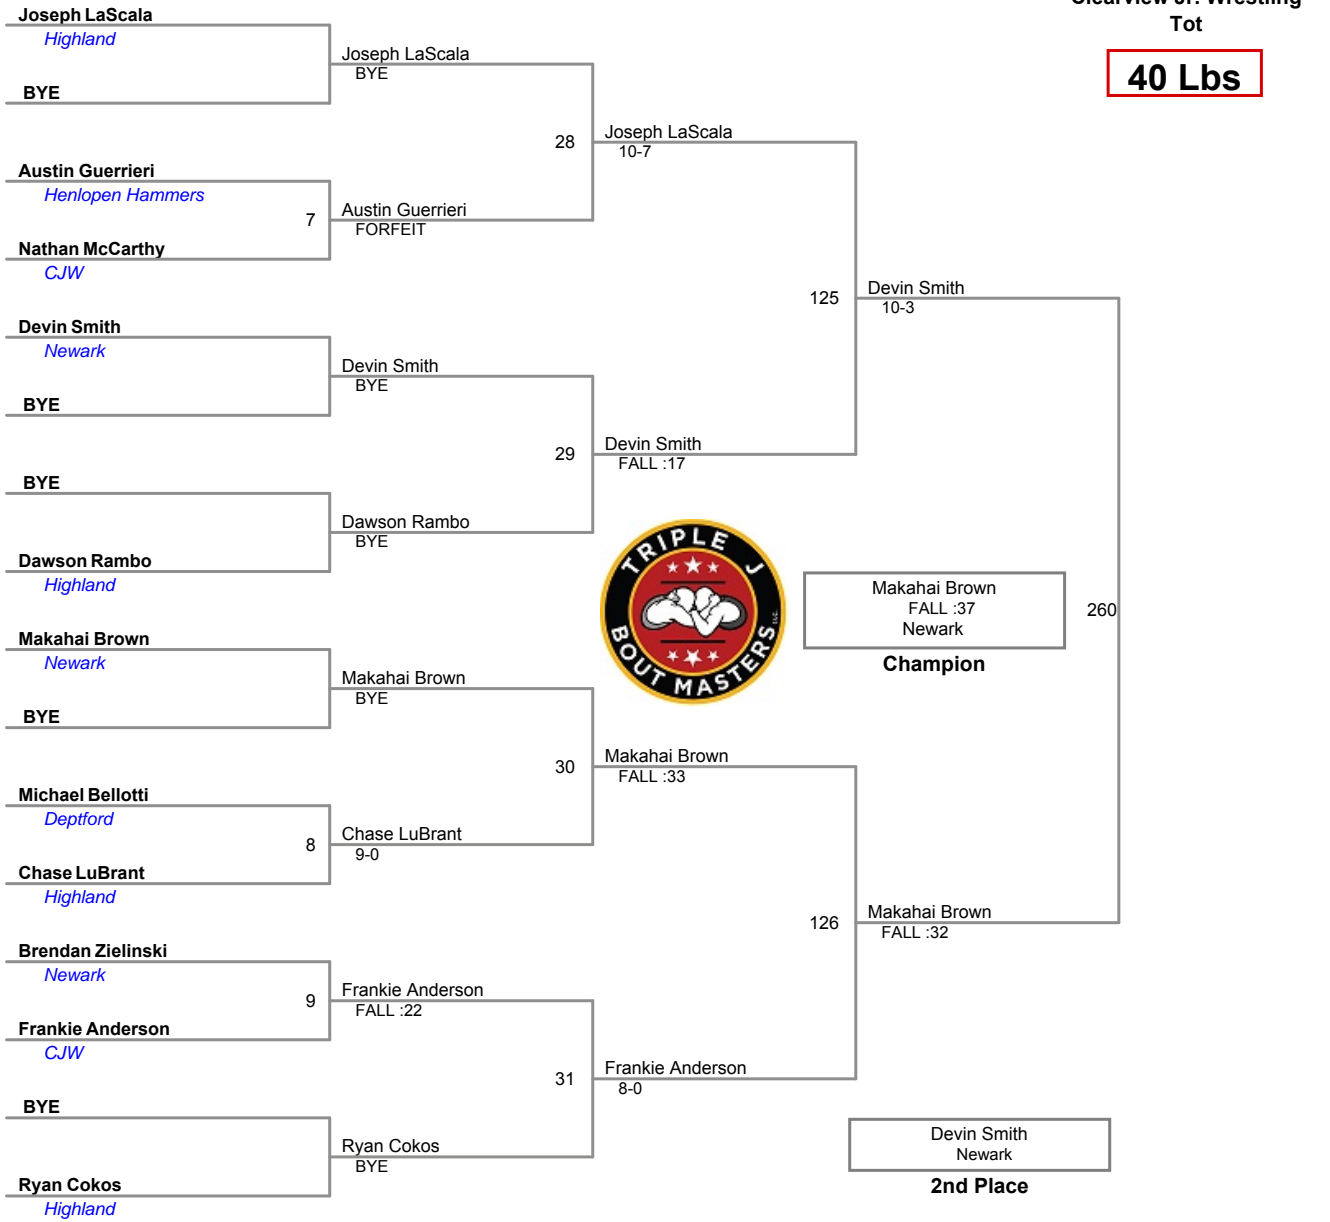 Clearview Jr. Wrestling
Tot
40 Lbs
Joseph LaScala
Highland
BYE
Austin Guerrieri
Henlopen Hammers
7
Nathan McCarthy
CJW
Devin Smith
Newark
BYE
BYE
Dawson Rambo
Highland
Makahai Brown
Newark
BYE
Michael Bellotti
Deptford
8
Chase LuBrant
Highland
Brendan Zielinski
Newark
9
Frankie Anderson
CJW
BYE
Ryan Cokos
Highland
Joseph LaScala
BYE
28
Austin Guerrieri
FORFEIT
Devin Smith
BYE
29
Dawson Rambo
BYE
Makahai Brown
BYE
30
Chase LuBrant
9-0
Frankie Anderson
FALL :22
31
Ryan Cokos
BYE
Joseph LaScala
10-7
125
Devin Smith
FALL :17
Makahai Brown
FALL :33
126
Frankie Anderson
8-0
Devin Smith
10-3
260
Makahai Brown
FALL :32
TRIPLE J
BOUT MASTERS LLC.
Makahai Brown
FALL :37
Newark
Champion
Devin Smith
Newark
2nd Place